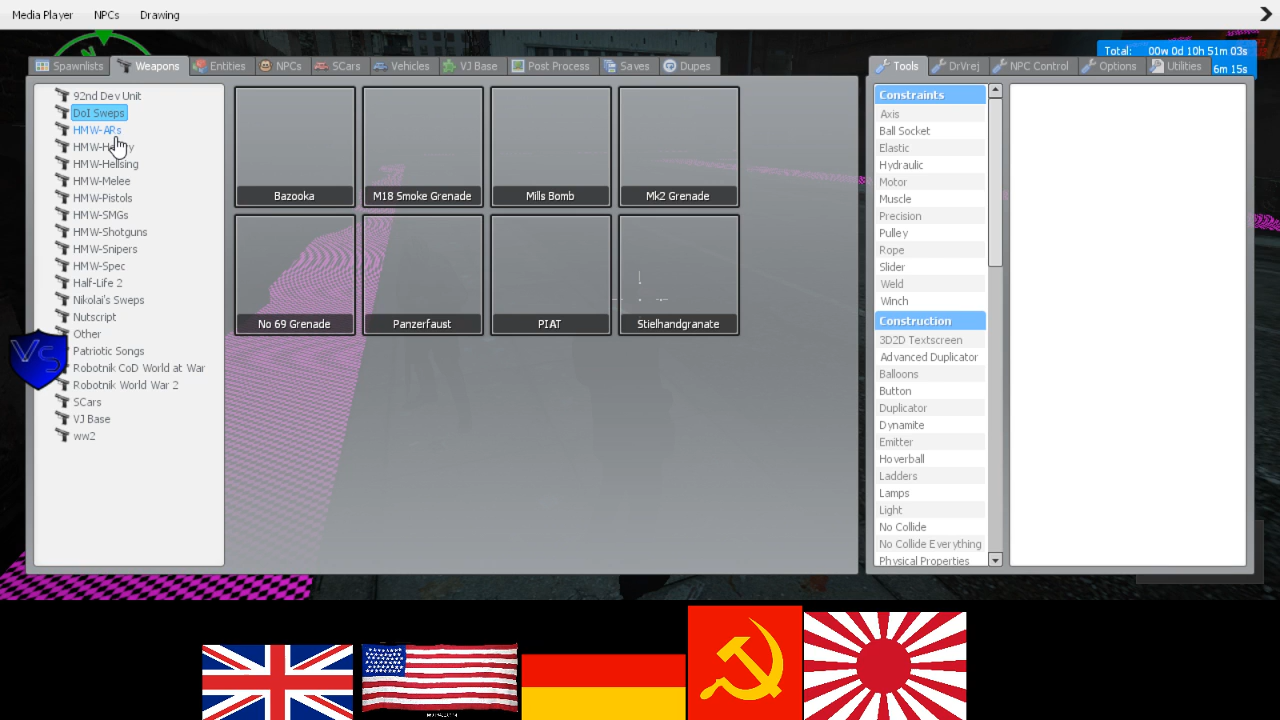 Media Player NPCs Drawing
Total: 00w 0d 10h 51m 03s
6m 15s
Spawnlists Weapons Entities NPCs SCars Vehicles VJ Base Post Process Saves Dupes
Tools DrVrej NPC Control Options Utilities
92nd Dev Unit
DoI Sweps
HMW-ARs
HMW-Hellsing
HMW-Melee
HMW-Pistols
HMW-SMGs
HMW-Shotguns
HMW-Snipers
HMW-Spec
Half-Life 2
Nikolai's Sweps
Nutscript
Other
Patriotic Songs
Robotnik CoD World at War
Robotnik World War 2
SCars
VJ Base
ww2
VS
Bazooka M18 Smoke Grenade Mills Bomb Mk2 Grenade
No 69 Grenade Panzerfaust PIAT Stielhandgranate
Constraints
Axis
Ball Socket
Elastic
Hydraulic
Motor
Muscle
Precision
Pulley
Rope
Slider
Weld
Winch
Construction
3D2D Textscreen
Advanced Duplicator
Balloons
Button
Duplicator
Dynamite
Emitter
Hoverball
Ladders
Lamps
Light
No Collide
No Collide Everything
Physical Properties